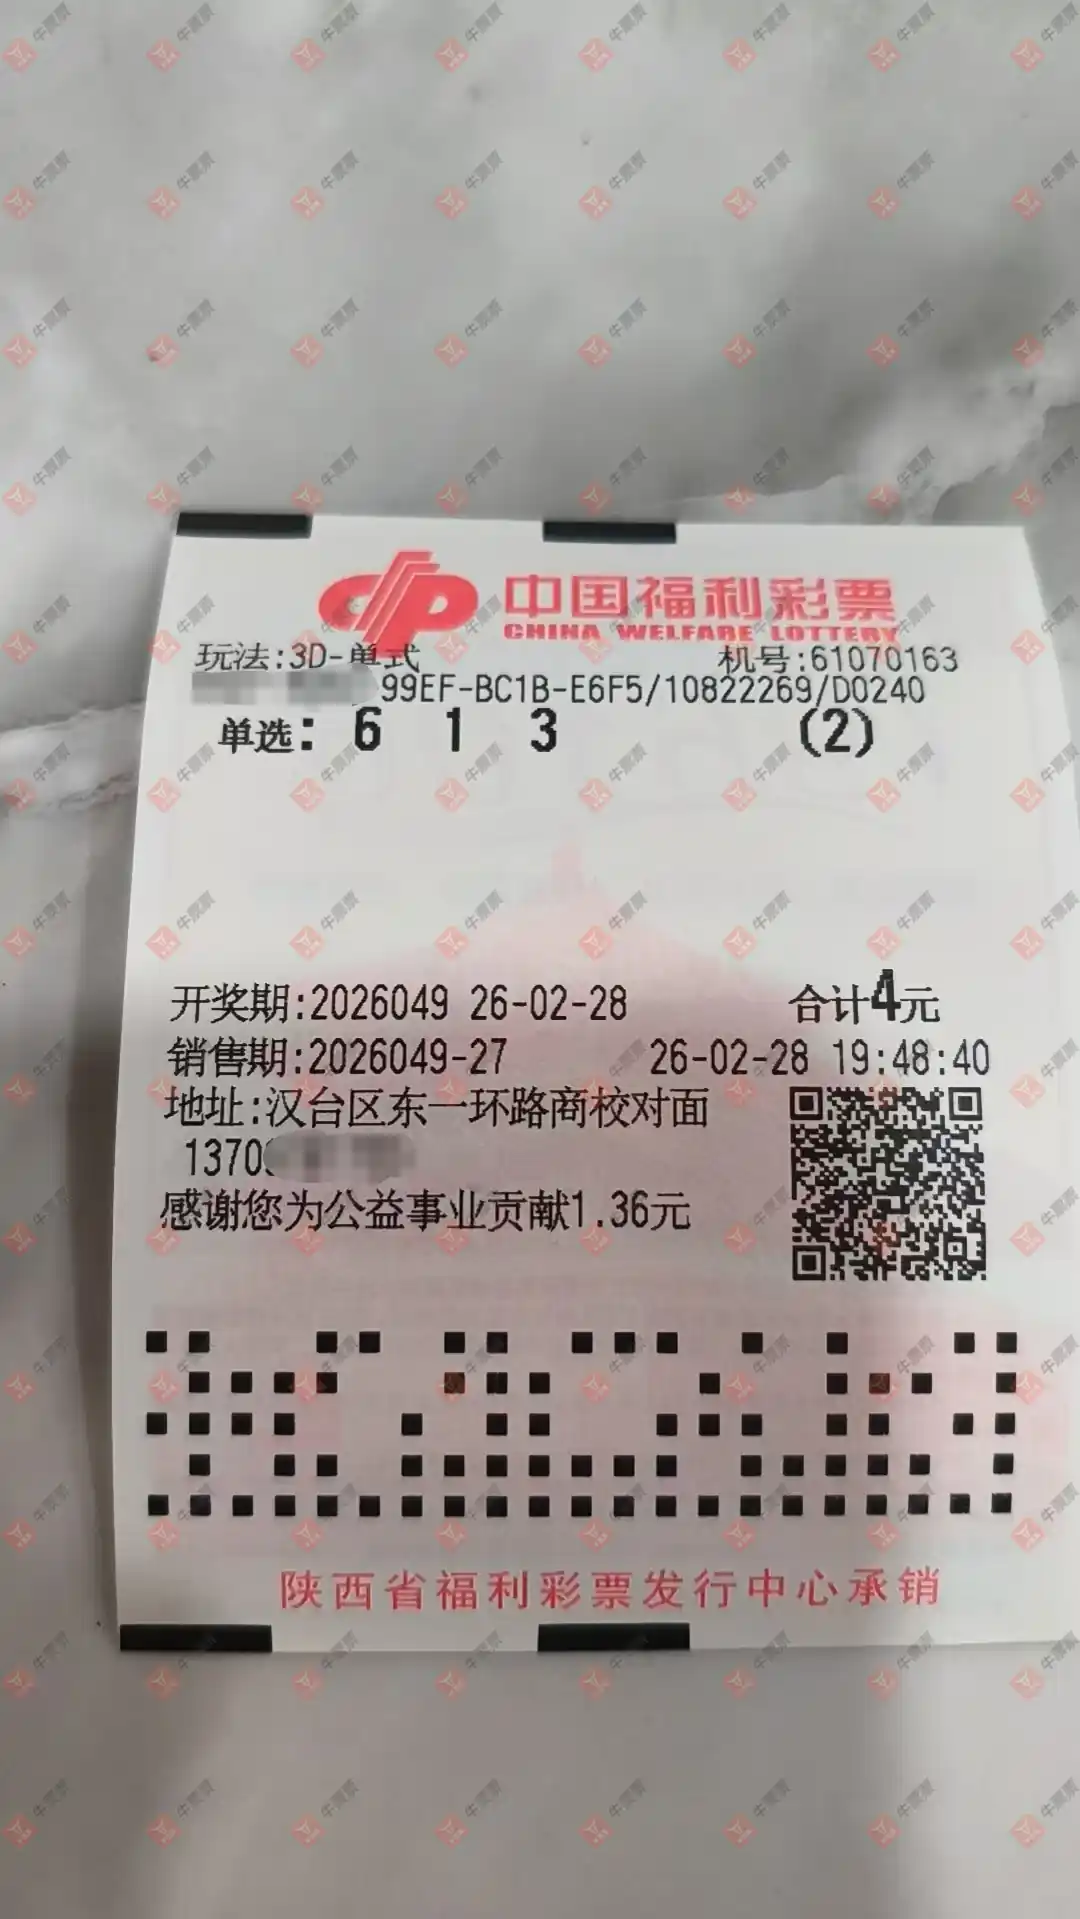 中国福利彩票
CHINA WELFARE LOTTERY
玩法:3D-单式 机号:61070163
99EF-BC1B-E6F5/10822269/D0240
单选: 6 1 3 (2)
开奖期:2026049 26-02-28 合计4元
销售期:2026049-27 26-02-28 19:48:40
地址:汉台区东一环路商校对面
1370
感谢您为公益事业贡献1.36元
陕西省福利彩票发行中心承销
牛票票